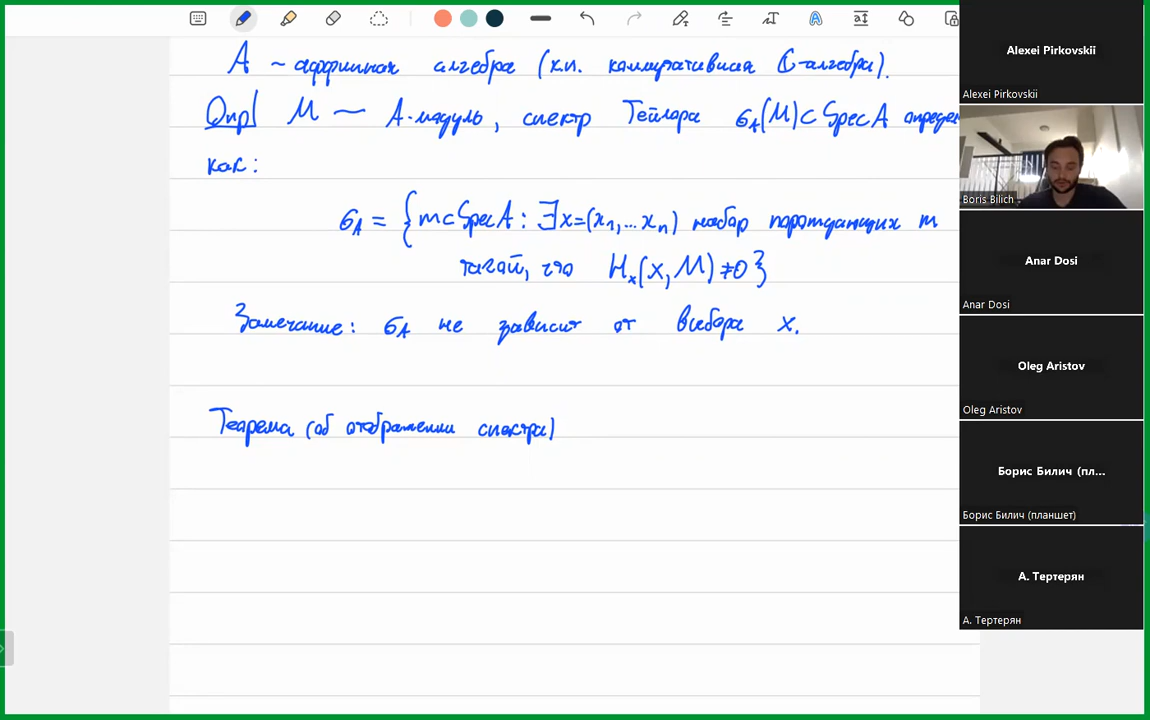 A ~ аффинная алгебра (к.п. коммутативная ℂ-алгебра).
Опр] M — A-модуль, спектр Тейлора σ_A(M) ⊂ Spec A опреде
как:
σ_A = { m ⊂ Spec A : ∃ x = (x_1, ... x_n) набор порождающих m
такой, что H_*(x, M) ≠ 0 }
Замечание: σ_A не зависит от выбора x.
Теорема (об отображении спектра)
Alexei Pirkovskii
Alexei Pirkovskii
Boris Bilich
Anar Dosi
Anar Dosi
Oleg Aristov
Oleg Aristov
Борис Билич (пл...
Борис Билич (планшет)
А. Тертерян
А. Тертерян